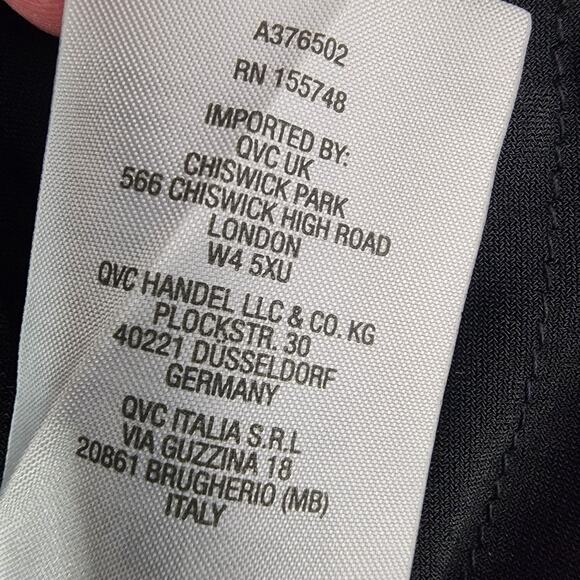 A376502
RN 155748
IMPORTED BY:
QVC UK
CHISWICK PARK
566 CHISWICK HIGH ROAD
LONDON
W4 5XU
QVC HANDEL LLC & CO. KG
PLOCKSTR. 30
40221 DÜSSELDORF
GERMANY
QVC ITALIA S.R.L
VIA GUZZINA 18
20861 BRUGHERIO (MB)
ITALY